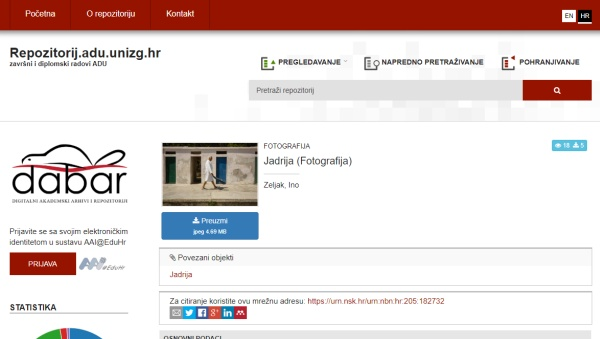 Početna O repozitoriju Kontakt EN HR
Repozitorij.adu.unizg.hr
završni i diplomski radovi ADU
PREGLEDAVANJE NAPREDNO PRETRAŽIVANJE POHRANJIVANJE
Pretraži repozitorij
dabar
DIGITALNI AKADEMSKI ARHIVI I REPOZITORIJI
Prijavite se sa svojim elektroničkim
identitetom u sustavu AAI@EduHr
PRIJAVA AAI@EduHr
STATISTIKA
FOTOGRAFIJA 18 5
Jadrija (Fotografija)
Zeljak, Ino
Preuzmi
jpeg 4.69 MB
Povezani objekti
Jadrija
Za citiranje koristite ovu mrežnu adresu: https://urn.nsk.hr/urn:nbn:hr:205:182732
OSNOVNI PODACI